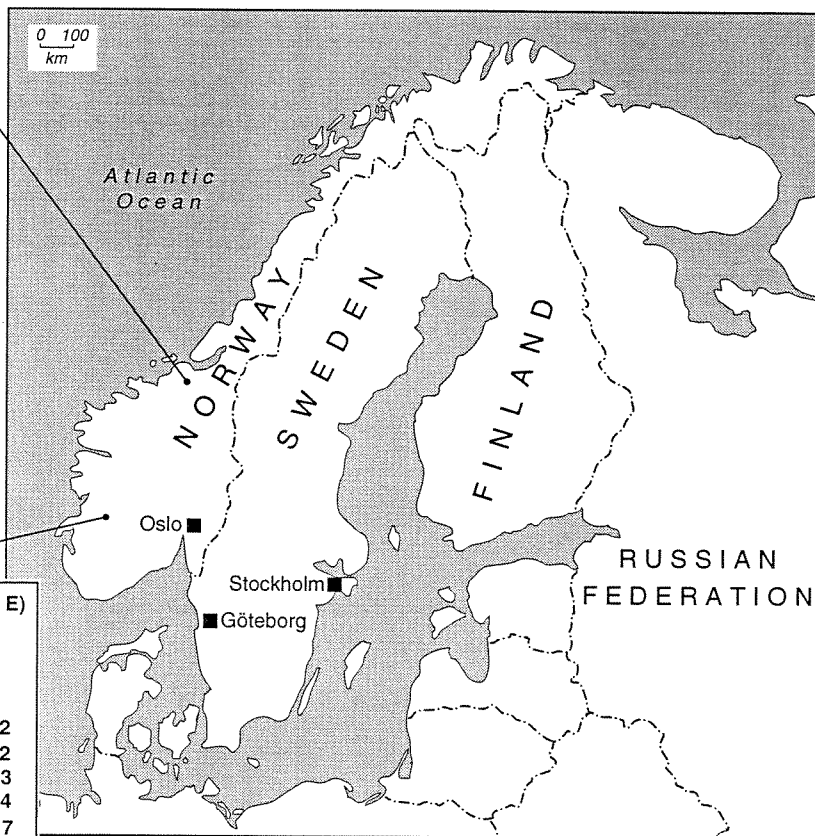 0 100
km
Atlantic
Ocean
NORWAY
SWEDEN
FINLAND
Oslo
Stockholm
Göteborg
RUSSIAN
FEDERATION
E)
2
2
3
4
7